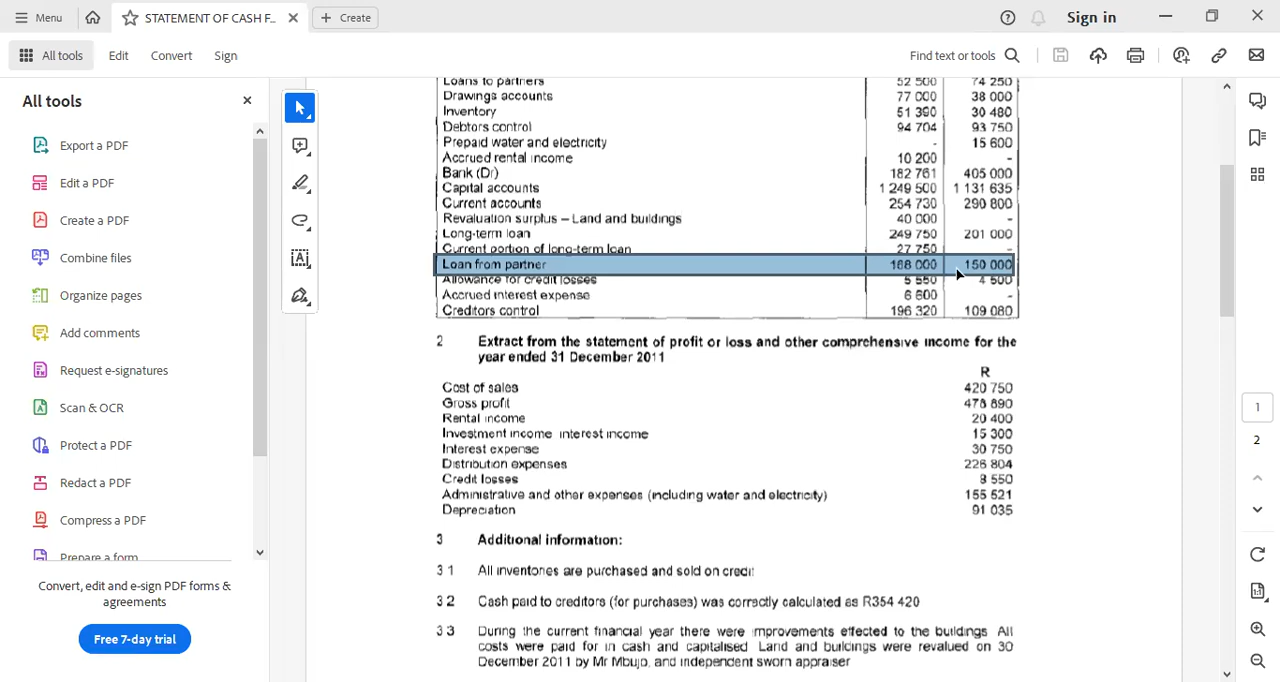 Menu
STATEMENT OF CASH F...
Create
Sign in
All tools
Edit
Convert
Sign
Find text or tools
All tools
Export a PDF
Edit a PDF
Create a PDF
Combine files
Organize pages
Add comments
Request e-signatures
Scan & OCR
Protect a PDF
Redact a PDF
Compress a PDF
Prepare a form
Convert, edit and e-sign PDF forms &
agreements
Free 7-day trial
Loans to partners 52 500 74 250
Drawings accounts 77 000 38 000
Inventory 51 390 30 480
Debtors control 94 704 93 750
Prepaid water and electricity - 15 600
Accrued rental income 10 200 -
Bank (Dr) 182 761 405 000
Capital accounts 1 249 500 1 131 635
Current accounts 254 730 290 800
Revaluation surplus – Land and buildings 40 000 -
Long-term loan 249 750 201 000
Current portion of long-term loan 27 750 -
Loan from partner 168 000 150 000
Allowance for credit losses 5 550 4 500
Accrued interest expense 6 600 -
Creditors control 196 320 109 080
2 Extract from the statement of profit or loss and other comprehensive income for the
year ended 31 December 2011
R
Cost of sales 420 750
Gross profit 478 890
Rental income 20 400
Investment income interest income 15 300
Interest expense 30 750
Distribution expenses 226 804
Credit losses 8 550
Administrative and other expenses (including water and electricity) 155 521
Depreciation 91 035
3 Additional information:
3 1 All inventories are purchased and sold on credit
3 2 Cash paid to creditors (for purchases) was correctly calculated as R354 420
3 3 During the current financial year there were improvements effected to the buildings All
costs were paid for in cash and capitalised Land and buildings were revalued on 30
December 2011 by Mr Mbujo, and independent sworn appraiser
1
2